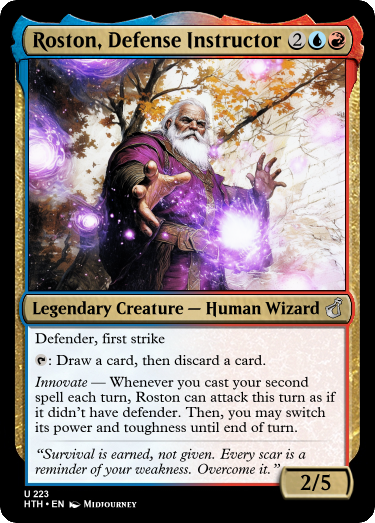 Roston, Defense Instructor 2
Legendary Creature — Human Wizard
Defender, first strike
: Draw a card, then discard a card.
Innovate — Whenever you cast your second
spell each turn, Roston can attack this turn as if
it didn't have defender. Then, you may switch
its power and toughness until end of turn.
“Survival is earned, not given. Every scar is a
reminder of your weakness. Overcome it.”
2/5
U 223
HTH • EN Midjourney